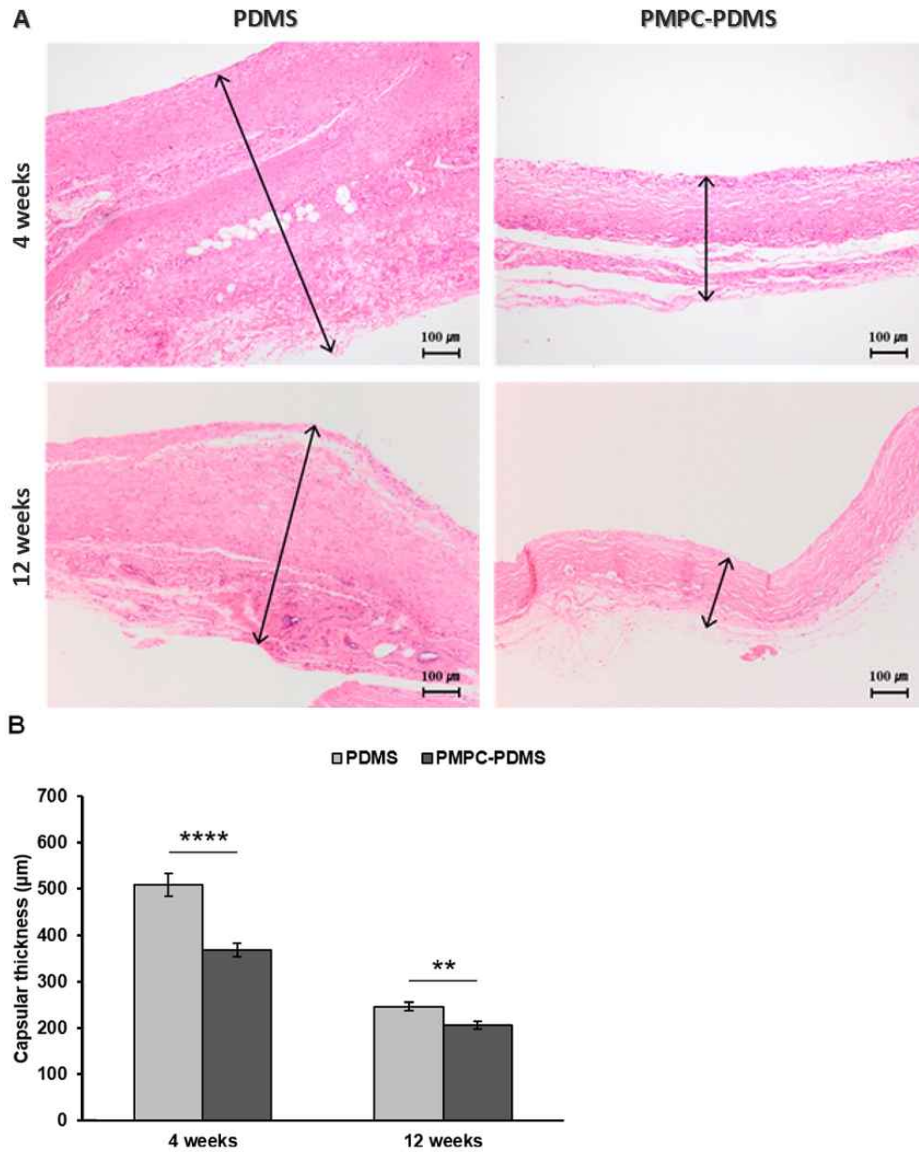 A
PDMS
PMPC-PDMS
4 weeks
100 µm
100 µm
12 weeks
100 µm
100 µm
B
PDMS PMPC-PDMS
Capsular thickness (µm)
700
600
500
400
300
200
100
0
****
**
4 weeks
12 weeks